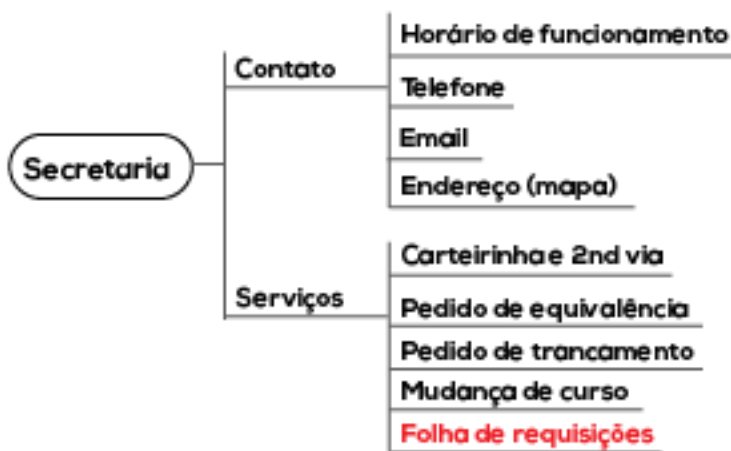 Secretaria
Contato
Horário de funcionamento
Telefone
Email
Endereço (mapa)
Serviços
Carteirinha e 2nd via
Pedido de equivalência
Pedido de trancamento
Mudança de curso
Folha de requisições